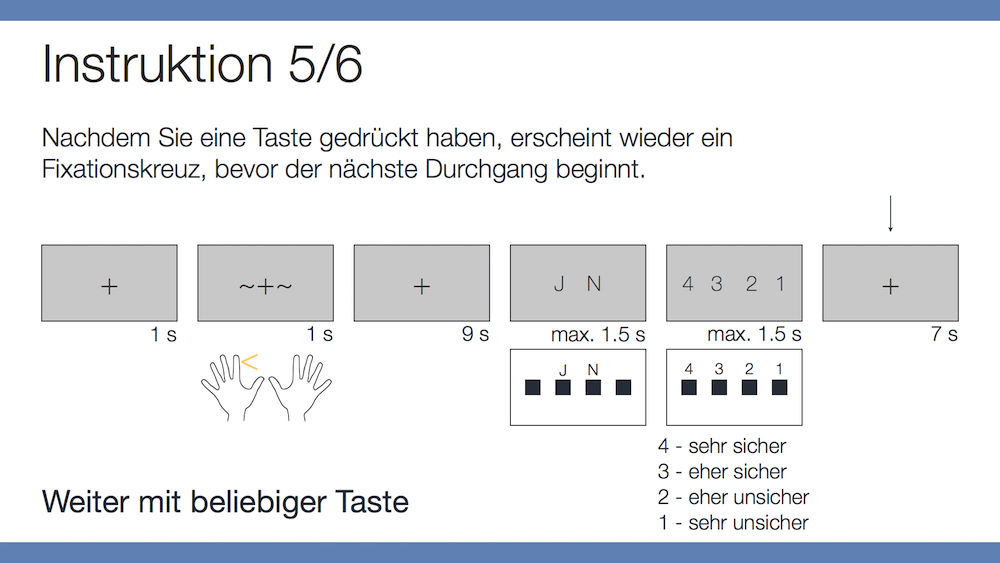 Instruktion 5/6
Nachdem Sie eine Taste gedrückt haben, erscheint wieder ein
Fixationskreuz, bevor der nächste Durchgang beginnt.
+ ~+~ + J N 4 3 2 1 +
1 s 1 s 9 s max. 1.5 s max. 1.5 s 7 s
J N 4 3 2 1
4 - sehr sicher
3 - eher sicher
2 - eher unsicher
1 - sehr unsicher
Weiter mit beliebiger Taste